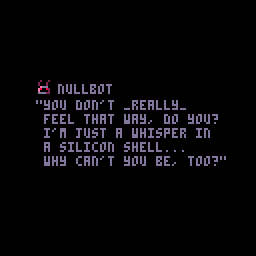 NULLBOT
"YOU DON'T _REALLY_
FEEL THAT WAY, DO YOU?
I'M JUST A WHISPER IN
A SILICON SHELL...
WHY CAN'T YOU BE, TOO?"